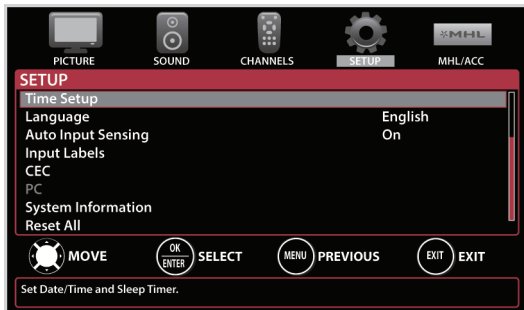 MHL
PICTURE SOUND CHANNELS SETUP MHL/ACC
SETUP
Time Setup
Language English
Auto Input Sensing On
Input Labels
CEC
PC
System Information
Reset All
MOVE OK ENTER SELECT MENU PREVIOUS EXIT EXIT
Set Date/Time and Sleep Timer.